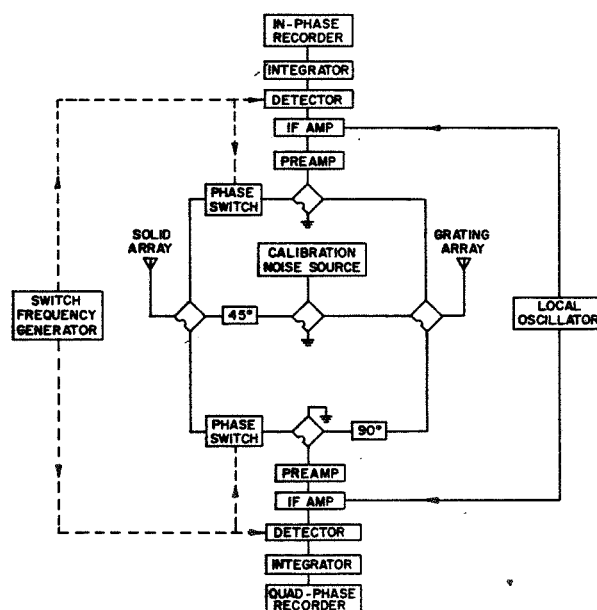 IN-PHASE
RECORDER
INTEGRATOR
DETECTOR
IF AMP
PREAMP
PHASE
SWITCH
SOLID
ARRAY
CALIBRATION
NOISE SOURCE
GRATING
ARRAY
SWITCH
FREQUENCY
GENERATOR
45°
LOCAL
OSCILLATOR
PHASE
SWITCH
90°
PREAMP
IF AMP
DETECTOR
INTEGRATOR
QUAD-PHASE
RECORDER